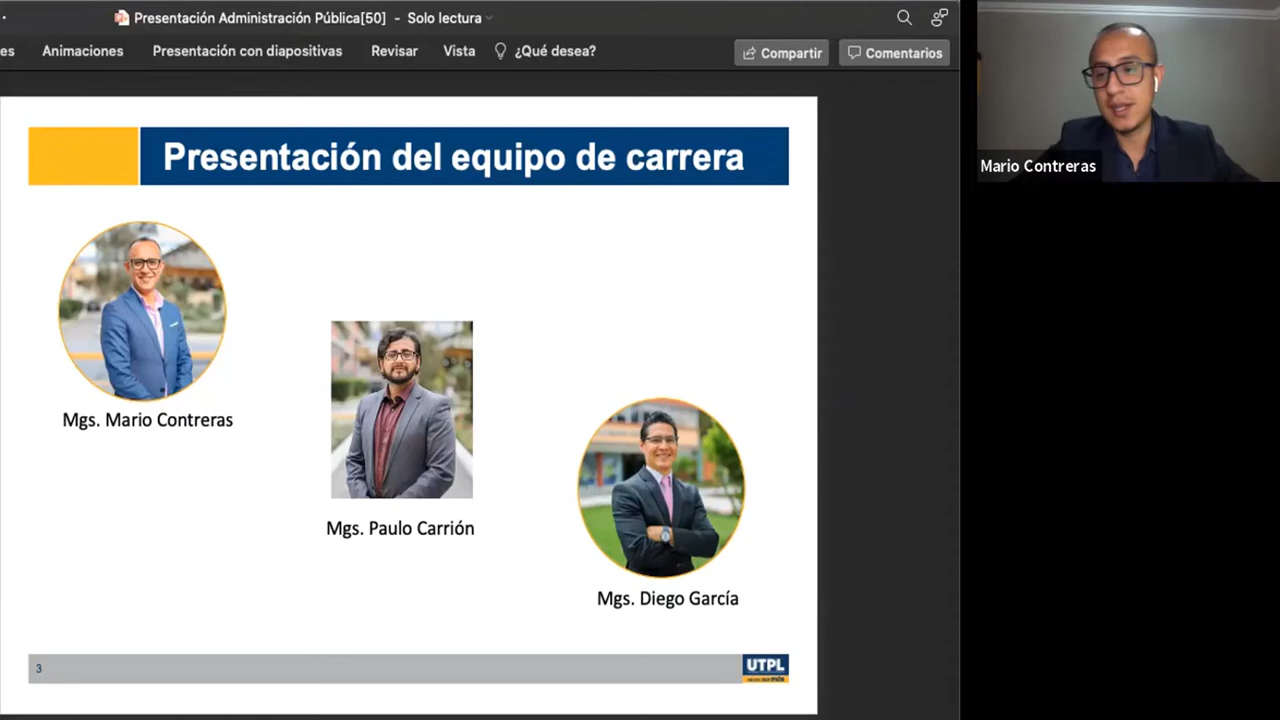 Presentación Administración Pública[50] - Solo lectura
es Animaciones Presentación con diapositivas Revisar Vista ¿Qué desea? Compartir Comentarios
Presentación del equipo de carrera
Mario Contreras
Mgs. Mario Contreras
Mgs. Paulo Carrión
Mgs. Diego García
3
UTPL